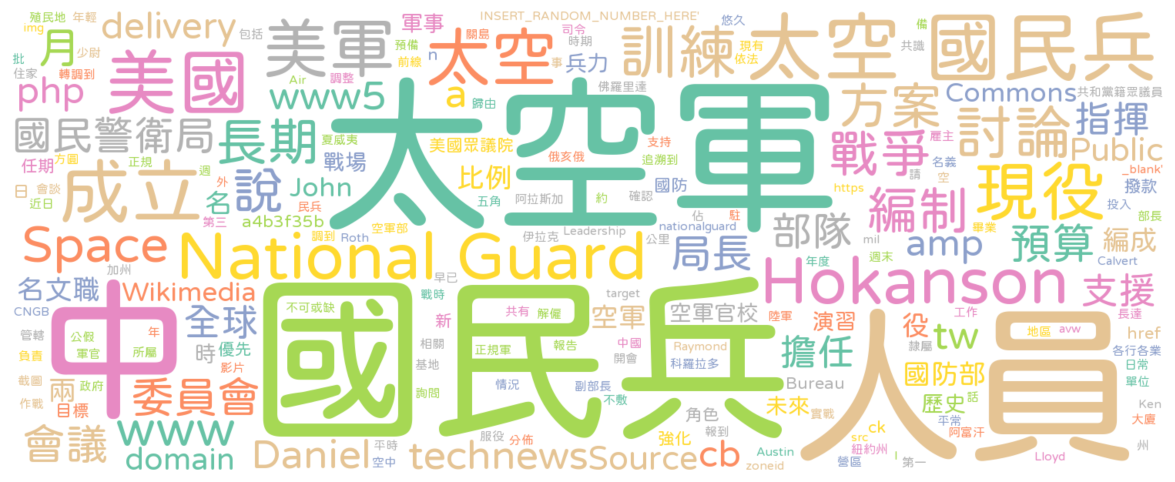 殖民地 年輕 delivery 包括 美軍 軍事 INSERT_RANDOM_NUMBER_HERE' 司令 悠久 備
img 少尉 月 關島 時期 共識 現有 依法
批 住家 轉調到 Air 調整 預備 前線 n 太空 事 兵力 訓練 太空 國民兵
php 美國 www5 a 歸由 佛羅里達 方案 Commons 共和黨籍眾議員
國民警衛局 長期 夏威夷 戰場 美國眾議院 俄亥俄 支持 追溯到 太空軍 戰爭 雇主 討論 指揮 Public
任期 方圓 正規 週 說 John 比例 五角 阿拉斯加 約 確認 國防 https 名義 請 空 _blank' 撥款
日 會談 近日 成立 外 名 民兵 第三 a4b3f35b 佔 駐 nationalguard 編制 現役 投入 部長
Space 調到 Roth 空軍部 伊拉克 Leadership 公里 部隊 mil 畢業 預算 編成
加州 National Guard 局長 年度 amp 週末 Calvert
名文職 Wikimedia 早已 Hokanson 支援 長達
CNGB 中 全球 戰時 不可或缺 國民兵 共有 解僱 target 空軍 空軍官校 陸軍 演習 役 工作 人員 地區 avw href
管轄 公假 年 軍官 所屬 時 優先 新 相關 正規軍 報告 中國 開會 Raymond 擔任 tw 隸屬 各行各業
負責 影片 基地 科羅拉多 國防部 日常
截圖 兩 政府 委員會 詢問 情況 副部長 Bureau 歷史 話 單位
作戰 目標 不敷 角色 未來 實戰 平常 Ken
會議 www 服役 分佈 強化 報到 ck 阿富汗 大廈
domain Daniel 平時 空中 technews Source cb Austin zoneid src 紐約州 營區 l 第一 Lloyd 州